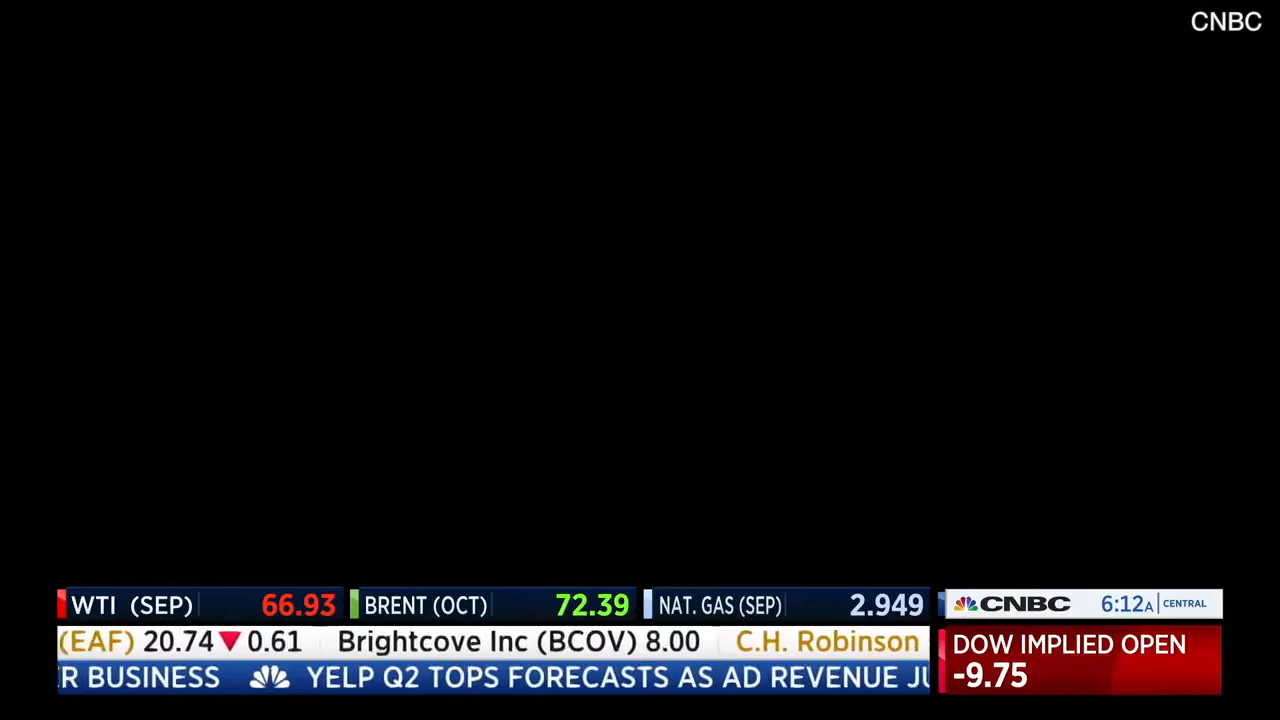 CNBC
WTI (SEP) 66.93 BRENT (OCT) 72.39 NAT. GAS (SEP) 2.949 CNBC 6:12A CENTRAL
(EAF) 20.74 ▼ 0.61 Brightcove Inc (BCOV) 8.00 C.H. Robinson
DOW IMPLIED OPEN
-9.75
BUSINESS YELP Q2 TOPS FORECASTS AS AD REVENUE